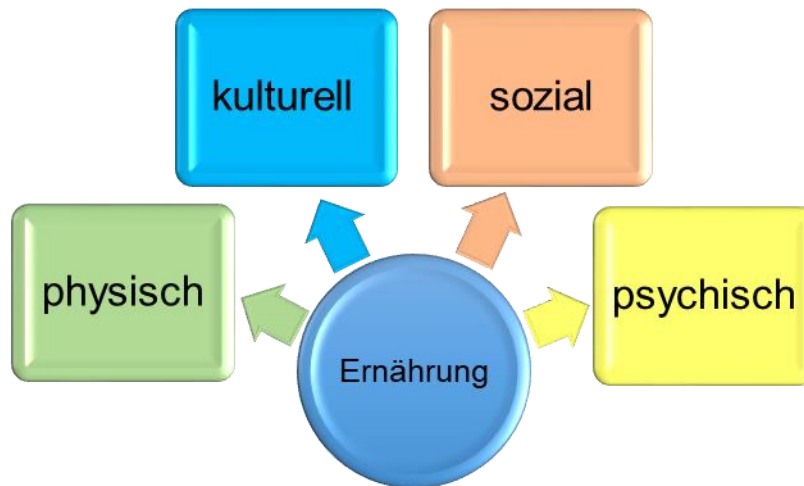 kulturell
sozial
physisch
psychisch
Ernährung